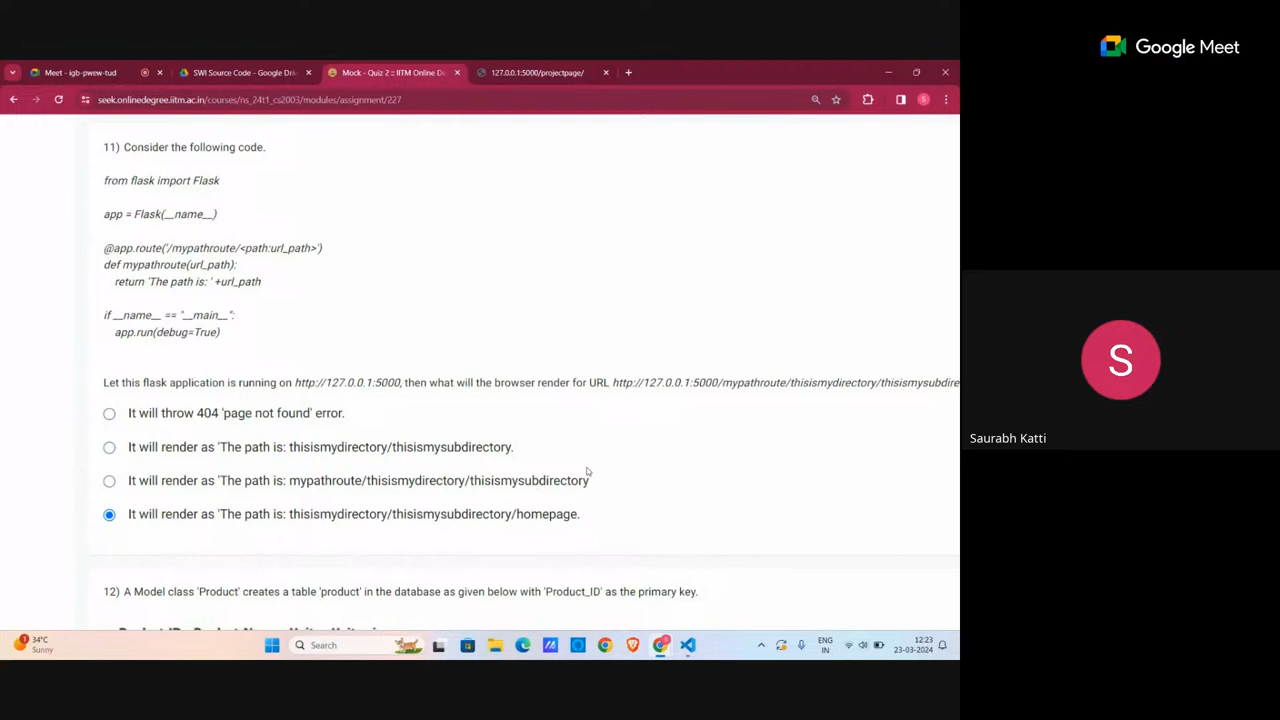 Google Meet
Meet - igb-pwew-tud
SWI Source Code - Google Driv
Mock - Quiz 2 :: IITM Online De
127.0.0.1:5000/projectpage/
seek.onlinedegree.iitm.ac.in/courses/ns_24t1_cs2003/modules/assignment/227
S
11) Consider the following code.
from flask import Flask
app = Flask(__name__)
@app.route('/mypathroute/<path:url_path>')
def mypathroute(url_path):
return 'The path is: ' +url_path
if __name__ == "__main__":
app.run(debug=True)
Let this flask application is running on http://127.0.0.1:5000, then what will the browser render for URL http://127.0.0.1:5000/mypathroute/thisismydirectory/thisismysubdire
It will throw 404 'page not found' error.
It will render as 'The path is: thisismydirectory/thisismysubdirectory.
It will render as 'The path is: mypathroute/thisismydirectory/thisismysubdirectory'
It will render as 'The path is: thisismydirectory/thisismysubdirectory/homepage.
12) A Model class 'Product' creates a table 'product' in the database as given below with 'Product_ID' as the primary key.
S
Saurabh Katti
34°C
Sunny
Search
ENG
IN
12:23
23-03-2024